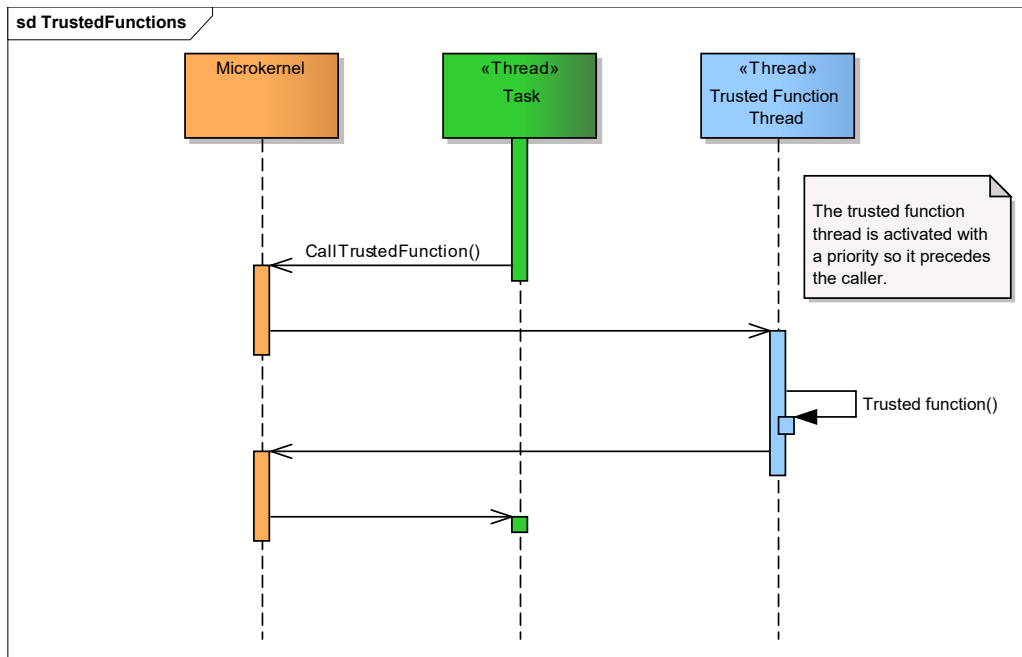 sd TrustedFunctions
Microkernel
«Thread»
Task
«Thread»
Trusted Function
Thread
The trusted function
thread is activated with
a priority so it precedes
the caller.
CallTrustedFunction()
Trusted function()